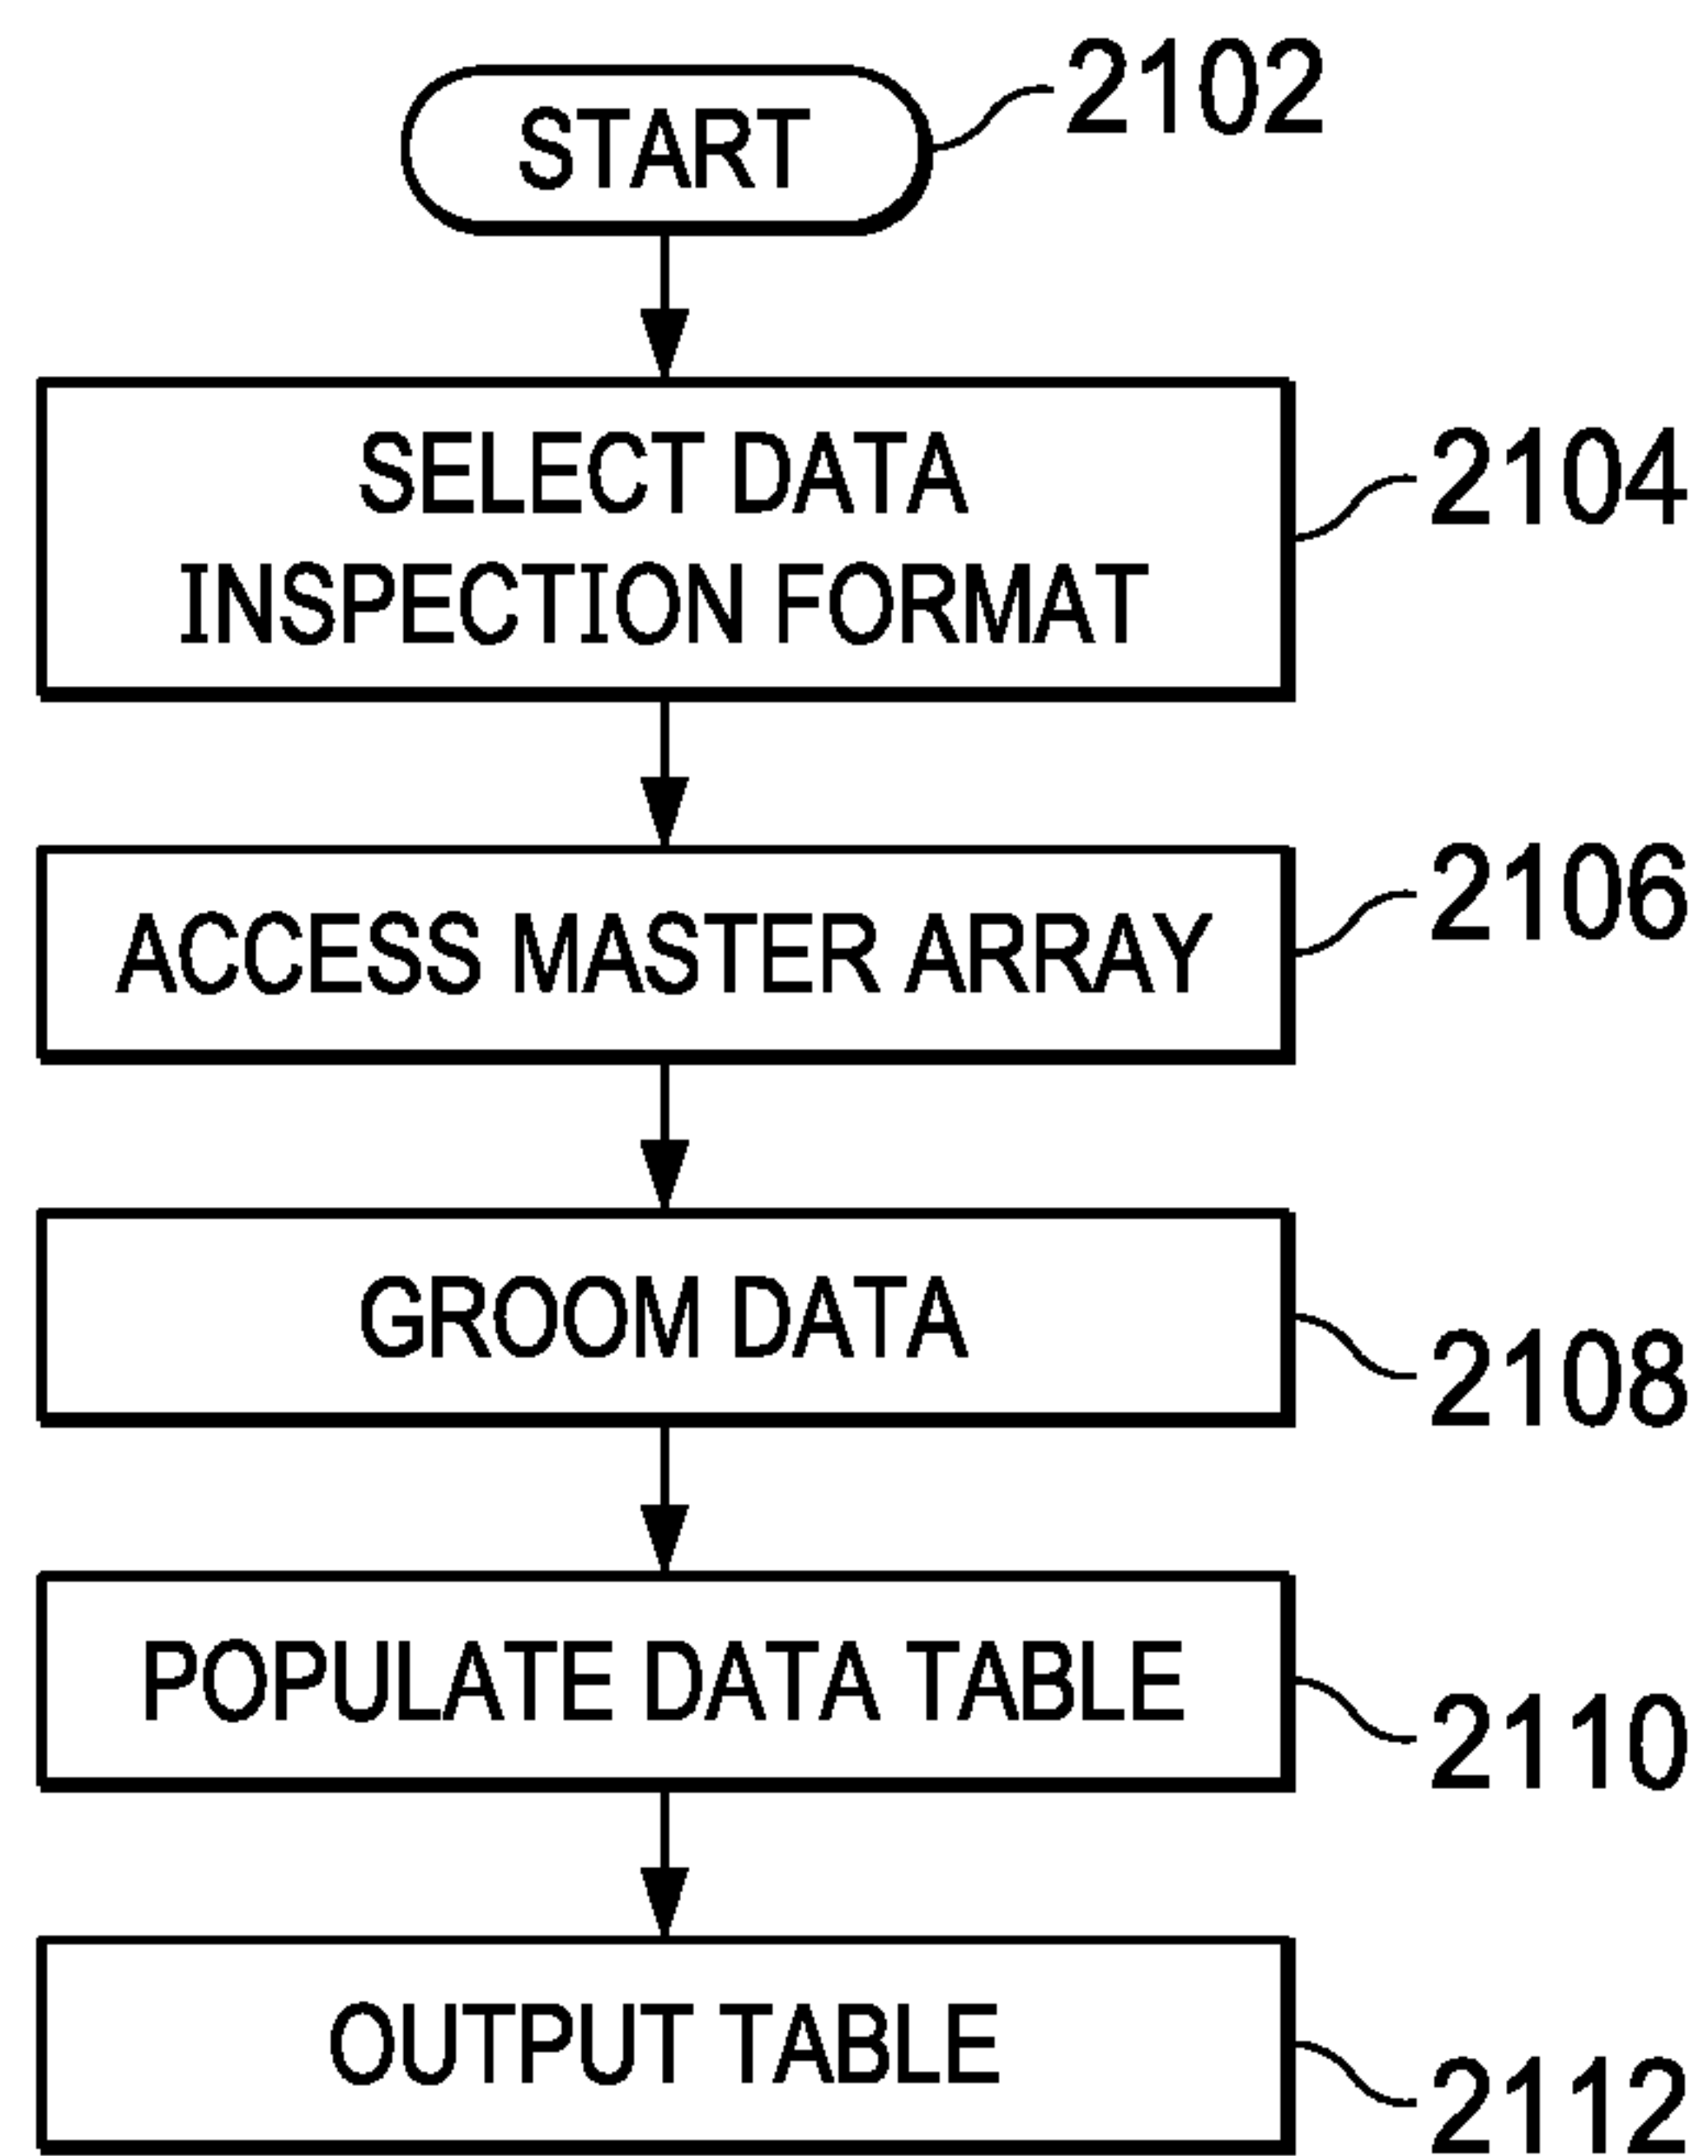 START
2102
SELECT DATA
INSPECTION FORMAT
2104
ACCESS MASTER ARRAY
2106
GROOM DATA
2108
POPULATE DATA TABLE
2110
OUTPUT TABLE
2112